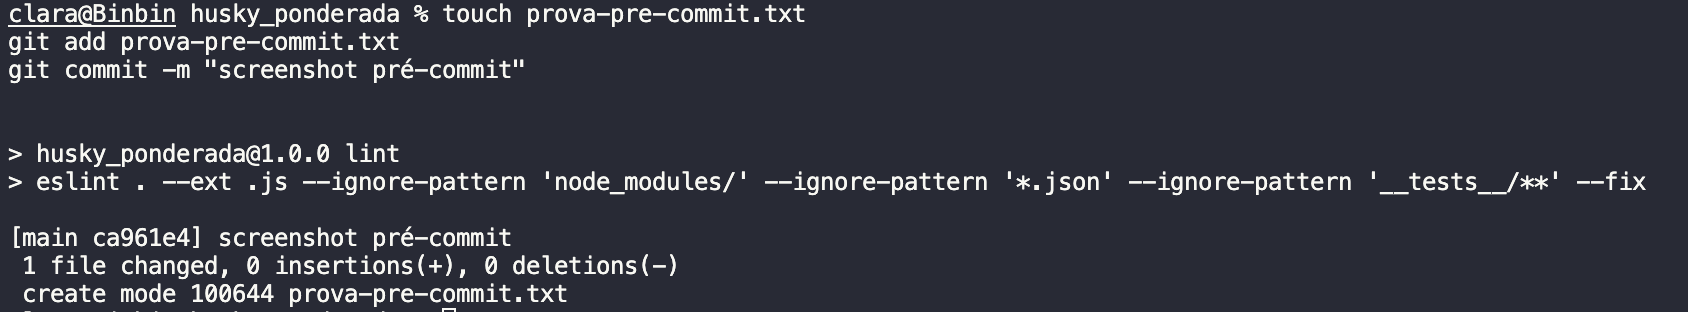 clara@Binbin husky_ponderada % touch prova-pre-commit.txt
git add prova-pre-commit.txt
git commit -m "screenshot pré-commit"
> husky_ponderada@1.0.0 lint
> eslint . --ext .js --ignore-pattern 'node_modules/' --ignore-pattern '*.json' --ignore-pattern '__tests__/**' --fix
[main ca961e4] screenshot pré-commit
1 file changed, 0 insertions(+), 0 deletions(-)
create mode 100644 prova-pre-commit.txt